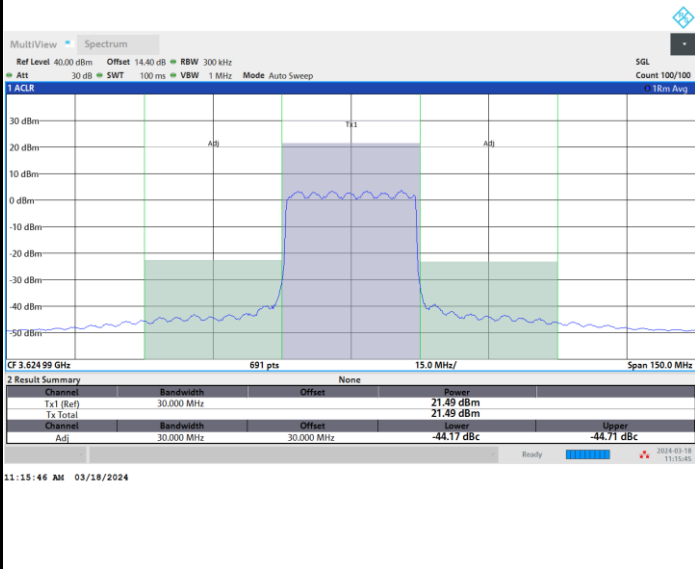 MultiView Spectrum
Ref Level 40.00 dBm Offset 14.40 dB RBW 300 kHz SGL
Att 30 dB SWT 100 ms VBW 1 MHz Mode Auto Sweep Count 100/100
1 ACLR 1Rm Avg
30 dBm
Tx1
20 dBm
Adj
Adj
10 dBm
0 dBm
-10 dBm
-20 dBm
-30 dBm
-40 dBm
-50 dBm
CF 3.624 99 GHz 691 pts 15.0 MHz/ Span 150.0 MHz
2 Result Summary None
Channel Bandwidth Offset Power
Tx1 (Ref) 30.000 MHz 21.49 dBm
Tx Total 21.49 dBm
Channel Bandwidth Offset Lower Upper
Adj 30.000 MHz 30.000 MHz -44.17 dBc -44.71 dBc
Ready 2024-03-18
11:15:45
11:15:46 AM 03/18/2024